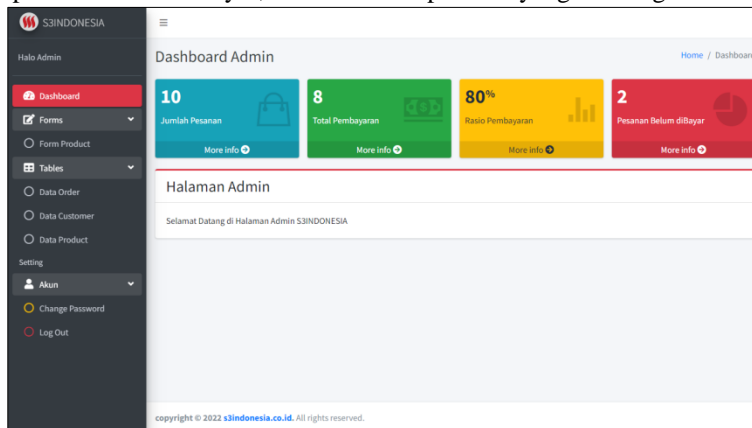 S3INDONESIA
Halo Admin
Dashboard
Forms
Form Product
Tables
Data Order
Data Customer
Data Product
Setting
Akun
Change Password
Log Out
Dashboard Admin
Home / Dashboard
10
Jumlah Pesanan
More info
8
Total Pembayaran
More info
80%
Rasio Pembayaran
More info
2
Pesanan Belum diBayar
More info
Halaman Admin
Selamat Datang di Halaman Admin S3INDONESIA
copyright © 2022 s3indonesia.co.id. All rights reserved.